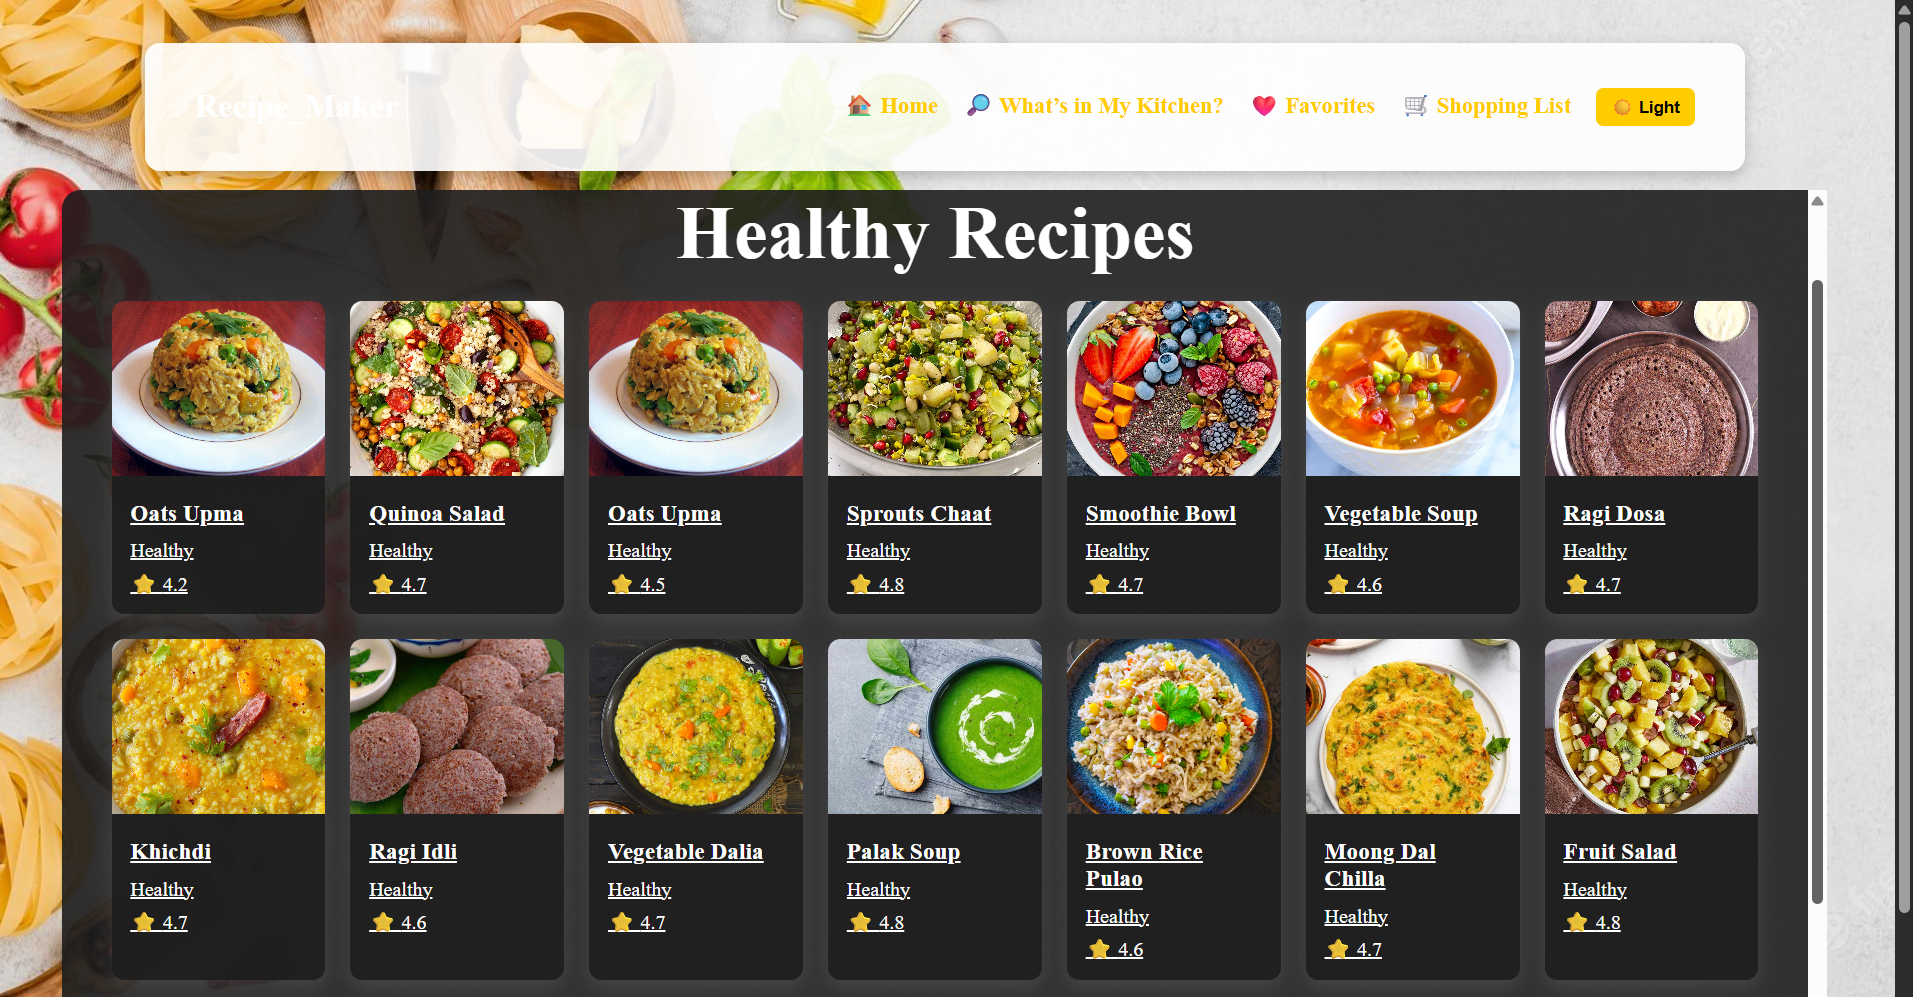 Recipe_Maker
🏠 Home 🔎 What's in My Kitchen? ❤️ Favorites 🛒 Shopping List 🌞 Light
Healthy Recipes
Oats Upma
Healthy
⭐ 4.2
Quinoa Salad
Healthy
⭐ 4.7
Oats Upma
Healthy
⭐ 4.5
Sprouts Chaat
Healthy
⭐ 4.8
Smoothie Bowl
Healthy
⭐ 4.7
Vegetable Soup
Healthy
⭐ 4.6
Ragi Dosa
Healthy
⭐ 4.7
Khichdi
Healthy
⭐ 4.7
Ragi Idli
Healthy
⭐ 4.6
Vegetable Dalia
Healthy
⭐ 4.7
Palak Soup
Healthy
⭐ 4.8
Brown Rice
Pulao
Healthy
⭐ 4.6
Moong Dal
Chilla
Healthy
⭐ 4.7
Fruit Salad
Healthy
⭐ 4.8